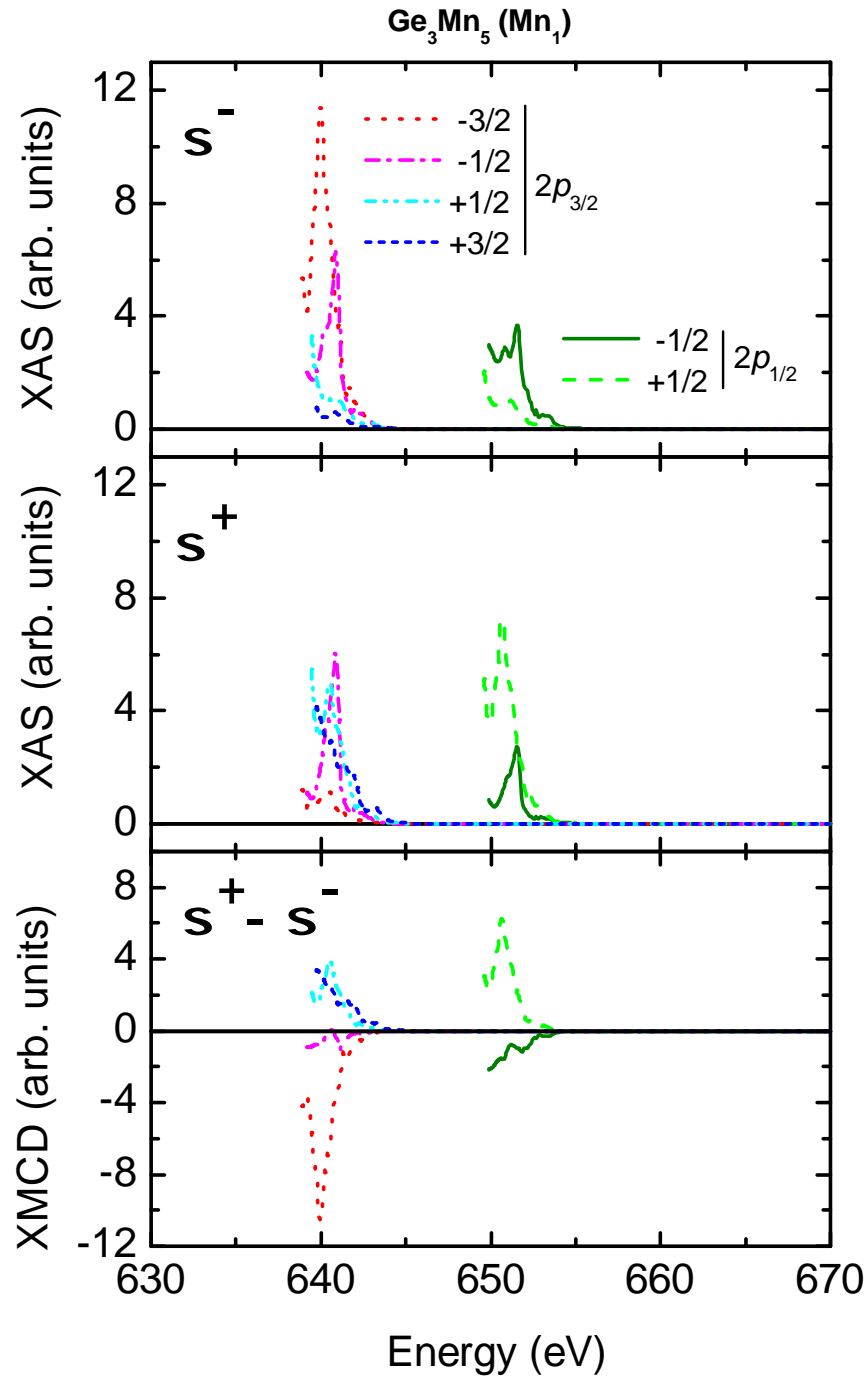 Ge₃Mn₅ (Mn₁)
s⁻
-3/2
-1/2
+1/2
+3/2
2p₃/₂
-1/2
+1/2
2p₁/₂
XAS (arb. units)
12
8
4
0
s⁺
XAS (arb. units)
12
8
4
0
s⁺- s⁻
XMCD (arb. units)
8
4
0
-4
-8
-12
630 640 650 660 670
Energy (eV)